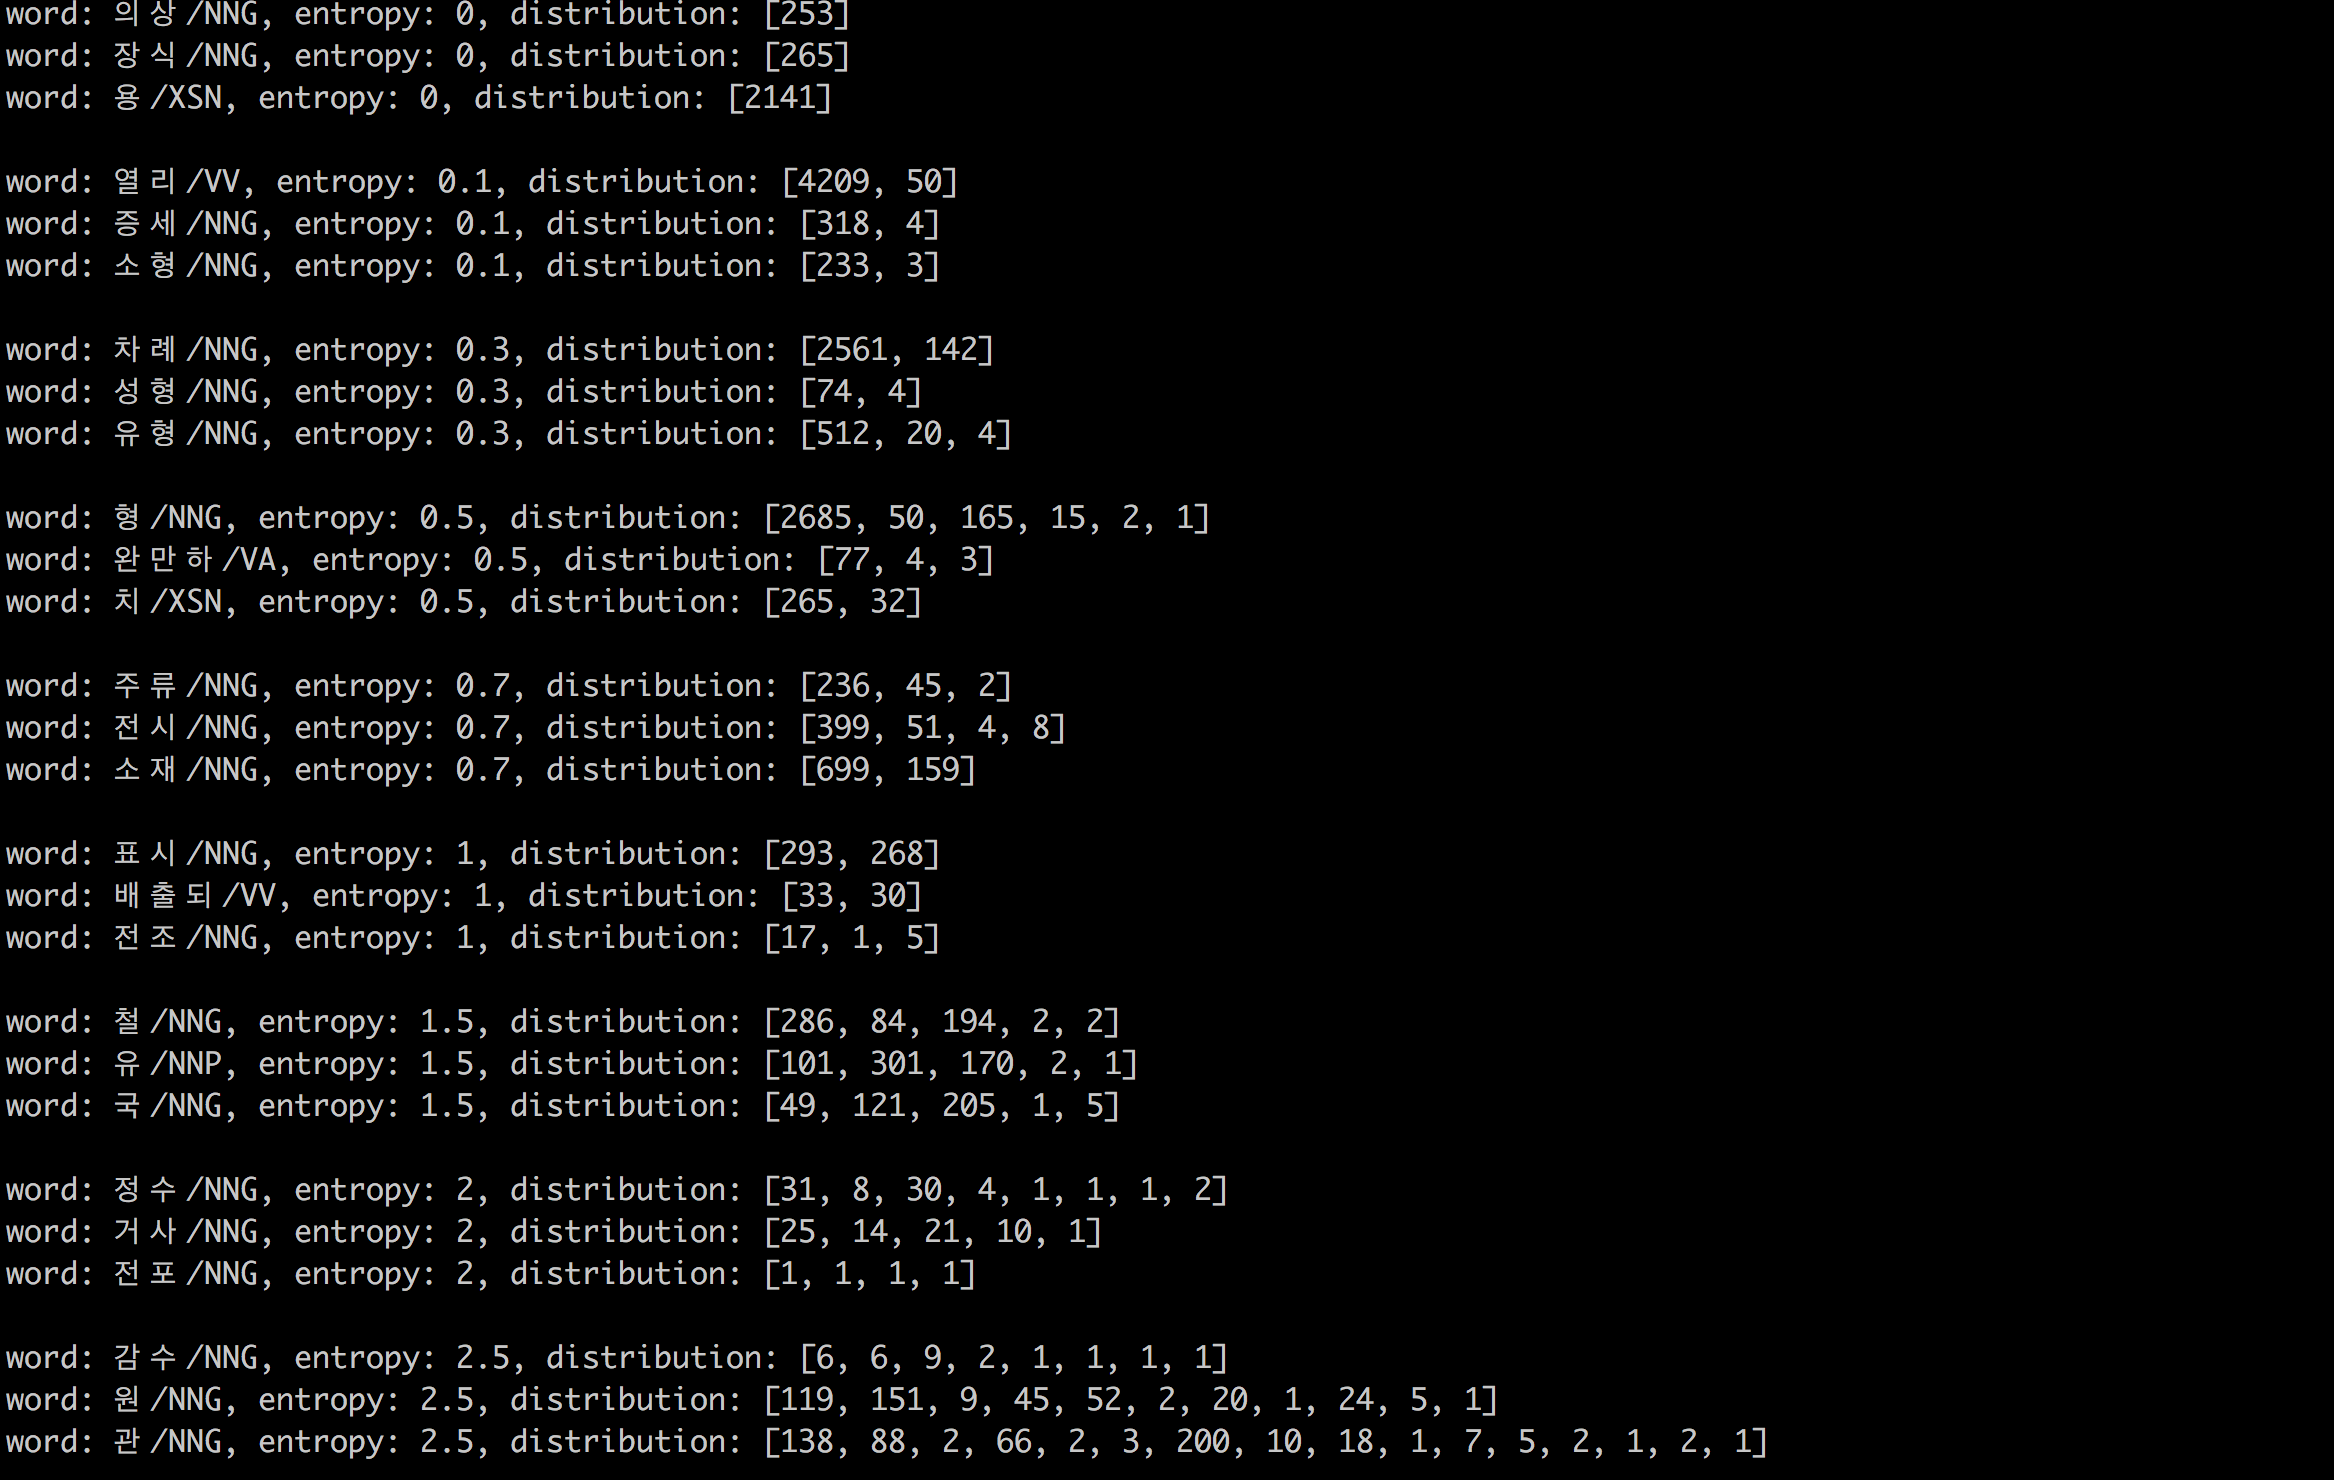 word: 의상/NNG, entropy: 0, distribution: [253]
word: 장식/NNG, entropy: 0, distribution: [265]
word: 용/XSN, entropy: 0, distribution: [2141]
word: 열리/VV, entropy: 0.1, distribution: [4209, 50]
word: 증세/NNG, entropy: 0.1, distribution: [318, 4]
word: 소형/NNG, entropy: 0.1, distribution: [233, 3]
word: 차례/NNG, entropy: 0.3, distribution: [2561, 142]
word: 성형/NNG, entropy: 0.3, distribution: [74, 4]
word: 유형/NNG, entropy: 0.3, distribution: [512, 20, 4]
word: 형/NNG, entropy: 0.5, distribution: [2685, 50, 165, 15, 2, 1]
word: 완만하/VA, entropy: 0.5, distribution: [77, 4, 3]
word: 치/XSN, entropy: 0.5, distribution: [265, 32]
word: 주류/NNG, entropy: 0.7, distribution: [236, 45, 2]
word: 전시/NNG, entropy: 0.7, distribution: [399, 51, 4, 8]
word: 소재/NNG, entropy: 0.7, distribution: [699, 159]
word: 표시/NNG, entropy: 1, distribution: [293, 268]
word: 배출되/VV, entropy: 1, distribution: [33, 30]
word: 전조/NNG, entropy: 1, distribution: [17, 1, 5]
word: 철/NNG, entropy: 1.5, distribution: [286, 84, 194, 2, 2]
word: 유/NNP, entropy: 1.5, distribution: [101, 301, 170, 2, 1]
word: 국/NNG, entropy: 1.5, distribution: [49, 121, 205, 1, 5]
word: 정수/NNG, entropy: 2, distribution: [31, 8, 30, 4, 1, 1, 1, 2]
word: 거사/NNG, entropy: 2, distribution: [25, 14, 21, 10, 1]
word: 전포/NNG, entropy: 2, distribution: [1, 1, 1, 1]
word: 감수/NNG, entropy: 2.5, distribution: [6, 6, 9, 2, 1, 1, 1, 1]
word: 원/NNG, entropy: 2.5, distribution: [119, 151, 9, 45, 52, 2, 20, 1, 24, 5, 1]
word: 관/NNG, entropy: 2.5, distribution: [138, 88, 2, 66, 2, 3, 200, 10, 18, 1, 7, 5, 2, 1, 2, 1]